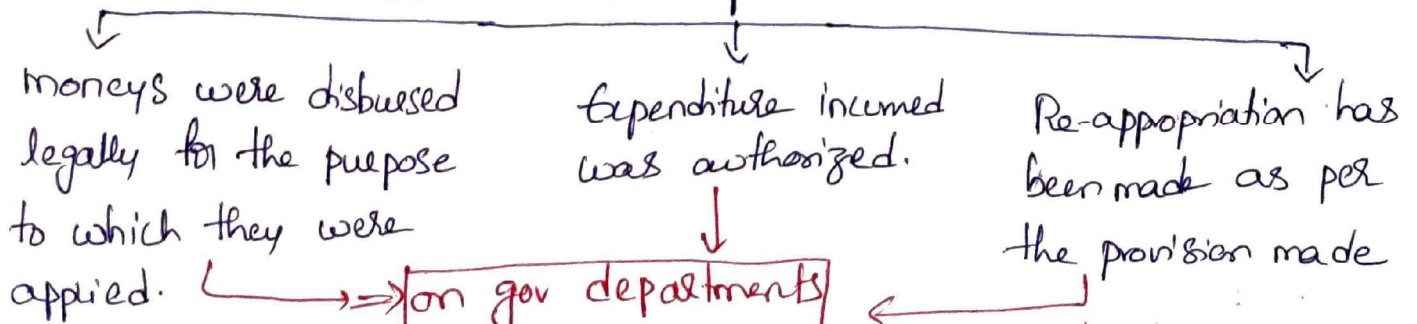 moneys were disbursed
legally for the purpose
to which they were
applied.
Expenditure incurred
was authorized.
Re-appropriation has
been made as per
the provision made
on gov departments